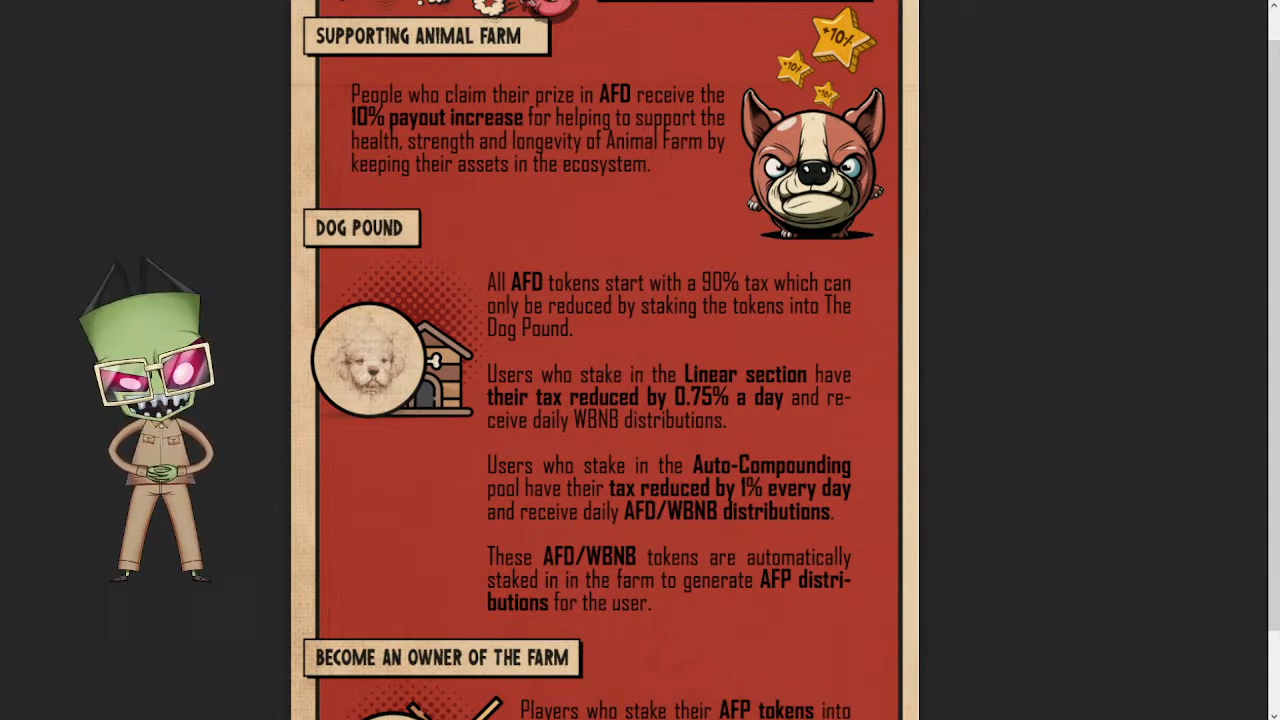 +10%
+10%
+10%
SUPPORTING ANIMAL FARM
People who claim their prize in AFD receive the
10% payout increase for helping to support the
health, strength and longevity of Animal Farm by
keeping their assets in the ecosystem.
DOG POUND
All AFD tokens start with a 90% tax which can
only be reduced by staking the tokens into The
Dog Pound.
Users who stake in the Linear section have
their tax reduced by 0.75% a day and re-
ceive daily WBNB distributions.
Users who stake in the Auto-Compounding
pool have their tax reduced by 1% every day
and receive daily AFD/WBNB distributions.
These AFD/WBNB tokens are automatically
staked in in the farm to generate AFP distri-
butions for the user.
BECOME AN OWNER OF THE FARM
Players who stake their AFP tokens into